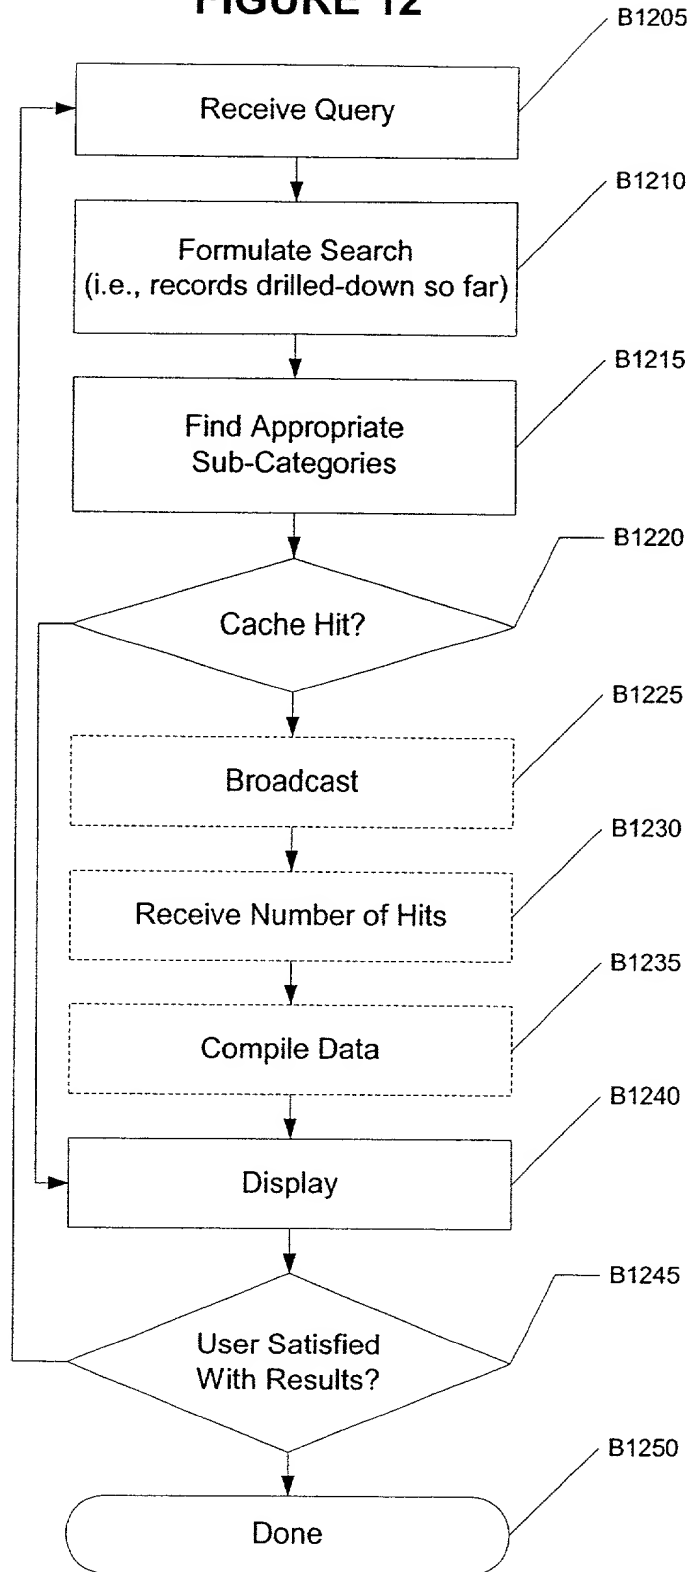 FIGURE 12
B1205
Receive Query
B1210
Formulate Search
(i.e., records drilled-down so far)
B1215
Find Appropriate
Sub-Categories
B1220
Cache Hit?
B1225
Broadcast
B1230
Receive Number of Hits
B1235
Compile Data
B1240
Display
B1245
User Satisfied
With Results?
B1250
Done